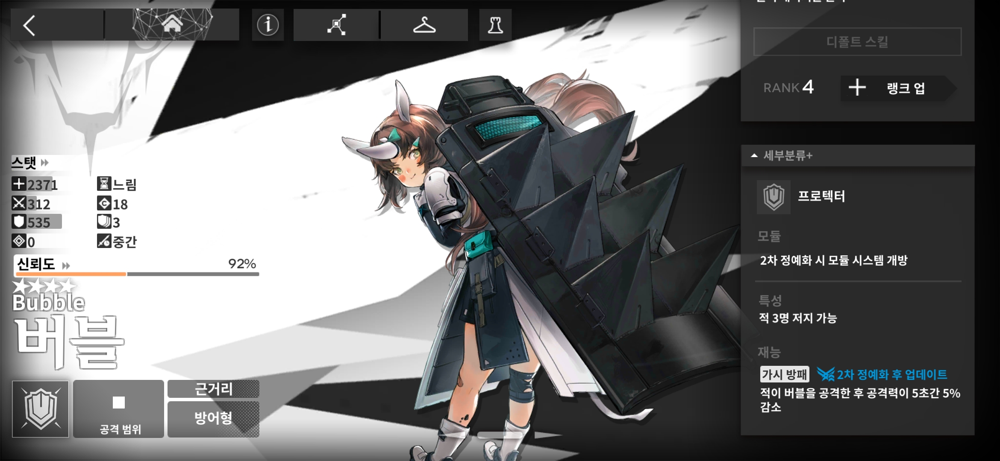 디폴트 스킬
RANK 4
랭크 업
스탯
2371
느림
312
18
535
3
0
중간
신뢰도
92%
Bubble
버블
공격 범위
근거리
방어형
세부분류+
프로텍터
모듈
2차 정예화 시 모듈 시스템 개방
특성
적 3명 저지 가능
재능
가시 방패 2차 정예화 후 업데이트
적이 버블을 공격한 후 공격력이 5초간 5%
감소